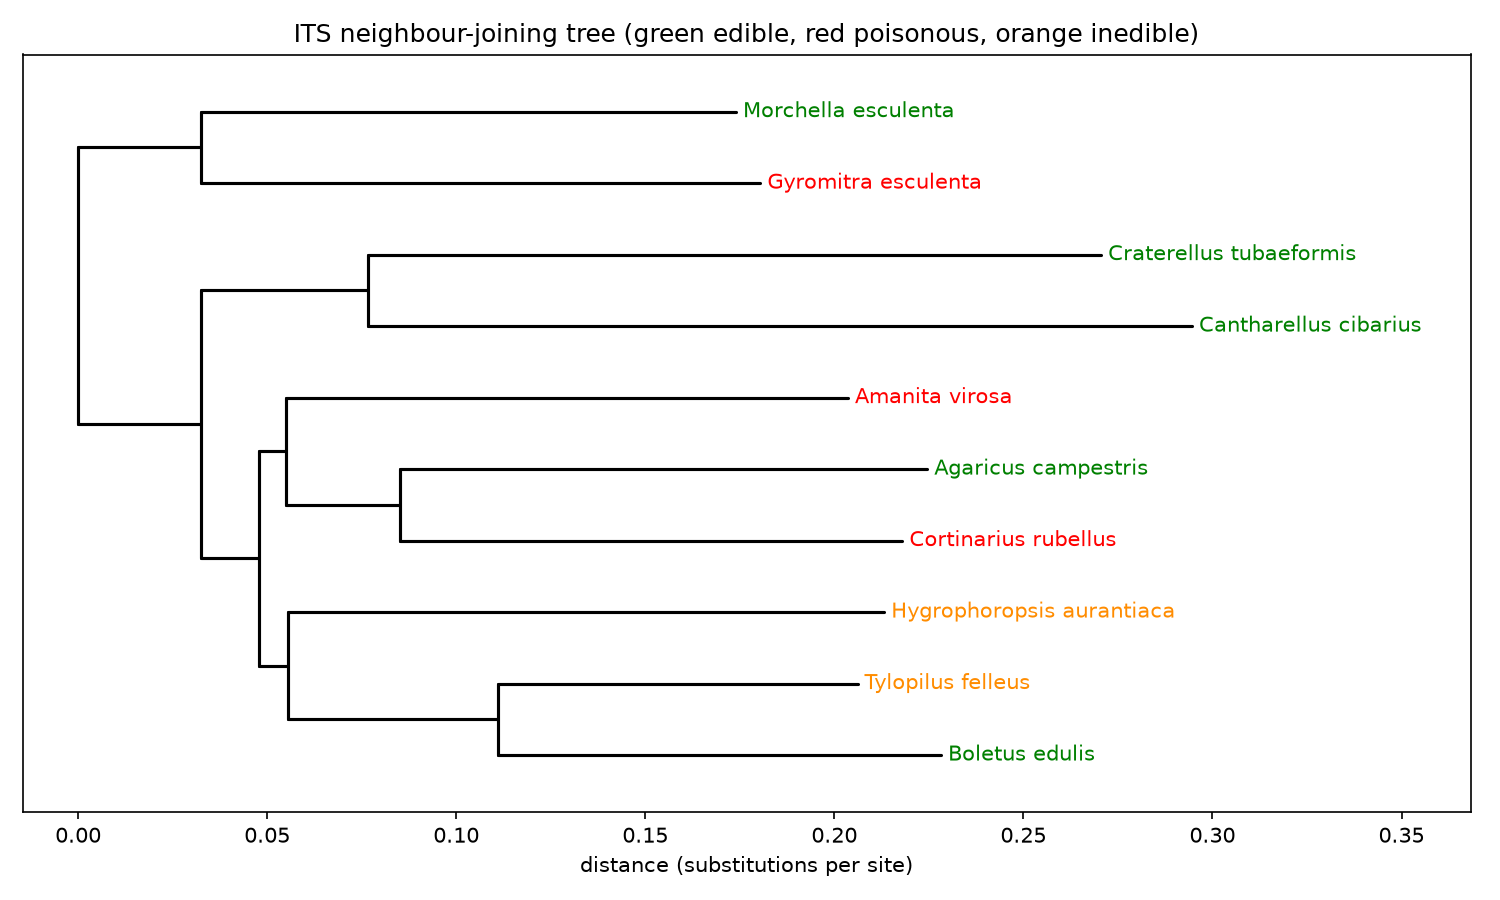 ITS neighbour-joining tree (green edible, red poisonous, orange inedible)
Morchella esculenta
Gyromitra esculenta
Craterellus tubaeformis
Cantharellus cibarius
Amanita virosa
Agaricus campestris
Cortinarius rubellus
Hygrophoropsis aurantiaca
Tylopilus felleus
Boletus edulis
0.00 0.05 0.10 0.15 0.20 0.25 0.30 0.35
distance (substitutions per site)